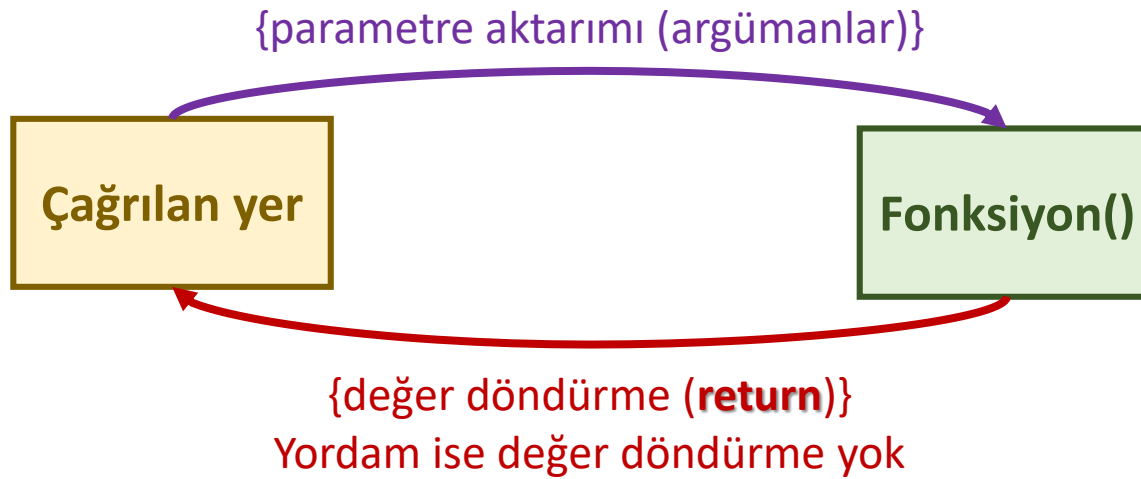 {parametre aktarımı (argümanlar)}
Çağrılan yer
Fonksiyon()
{değer döndürme (return)}
Yordam ise değer döndürme yok